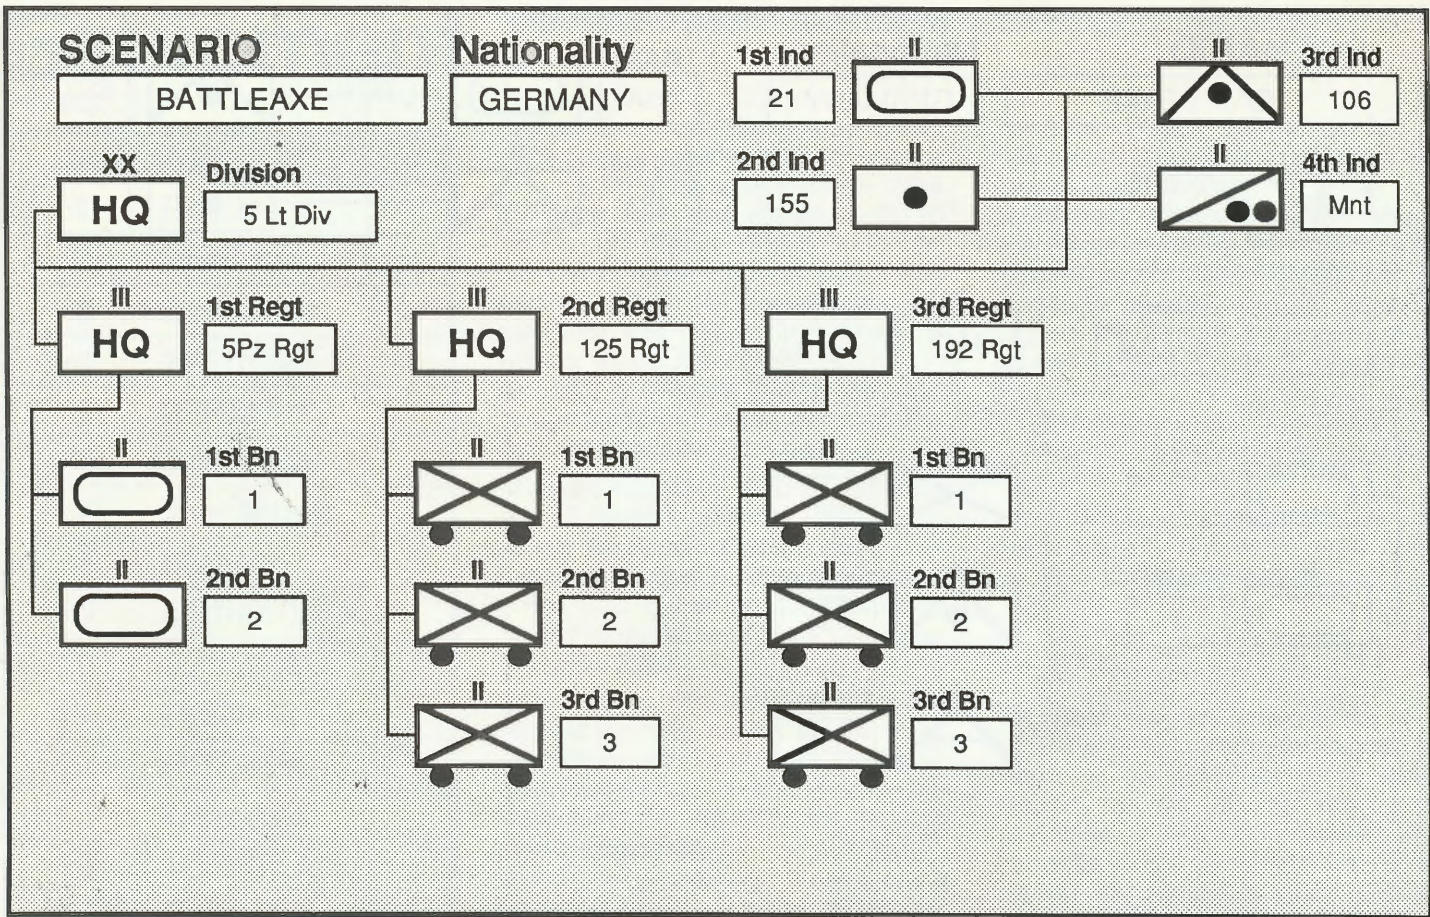 SCENARIO
BATTLEAXE
Nationality
GERMANY
1st Ind
21
II
II
3rd Ind
106
2nd Ind
155
II
II
4th Ind
Mnt
XX
HQ
Division
5 Lt Div
III
HQ
1st Regt
5Pz Rgt
III
HQ
2nd Regt
125 Rgt
III
HQ
3rd Regt
192 Rgt
II
1st Bn
1
II
1st Bn
1
II
1st Bn
1
II
2nd Bn
2
II
2nd Bn
2
II
2nd Bn
2
II
3rd Bn
3
II
3rd Bn
3